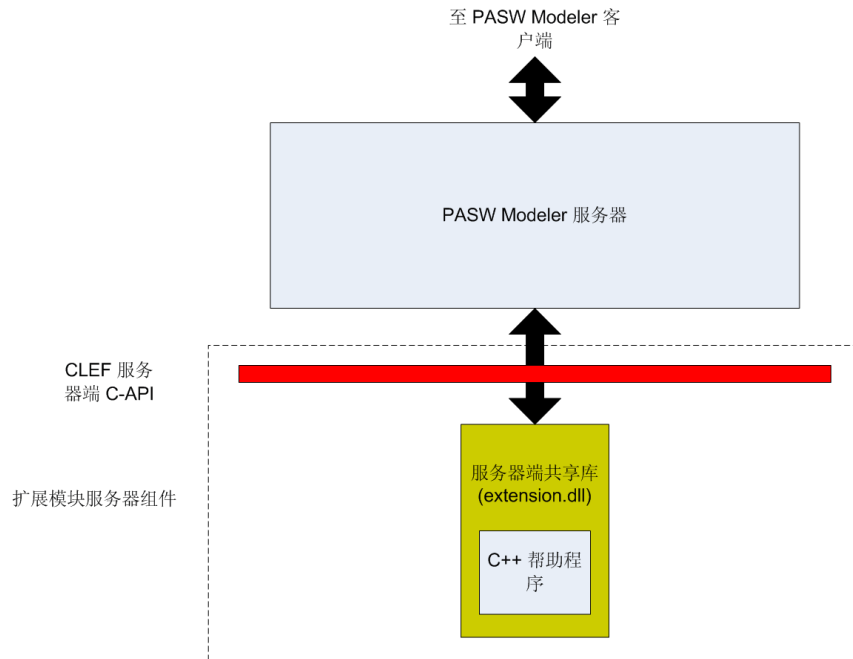 至 PASW Modeler 客
户端
PASW Modeler 服务器
CLEF 服务
器端 C-API
扩展模块服务器组件
服务器端共享库
(extension.dll)
C++ 帮助程
序